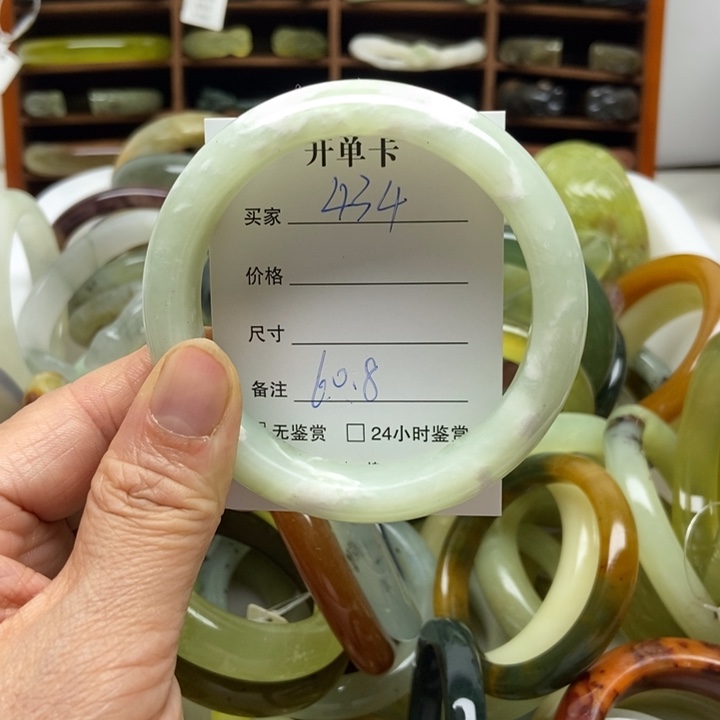 开单卡
买家 434
价格
尺寸
备注 60.8
无鉴赏 24小时鉴赏